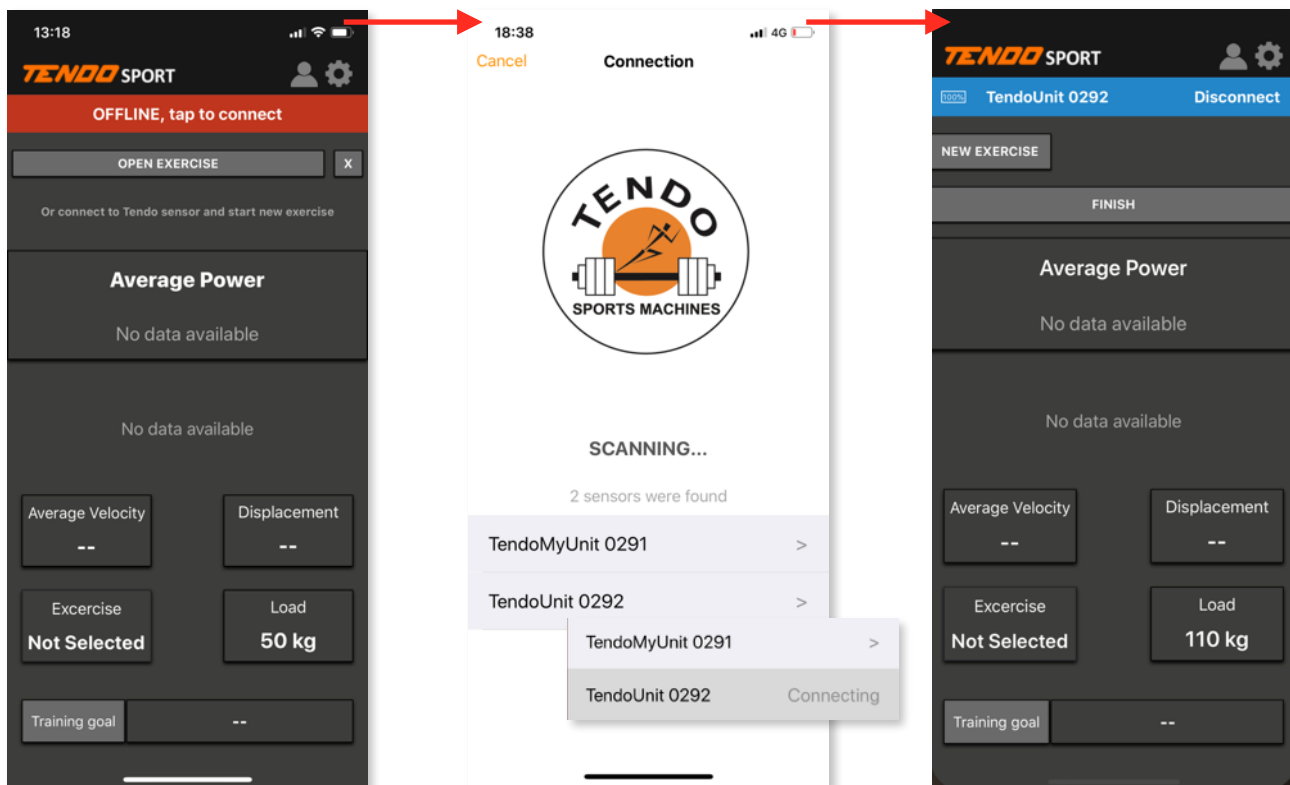 13:18
TENDO SPORT
OFFLINE, tap to connect
OPEN EXERCISE X
Or connect to Tendo sensor and start new exercise
Average Power
No data available
No data available
Average Velocity Displacement
-- --
Excercise Load
Not Selected 50 kg
Training goal --
18:38 4G
Cancel Connection
TENDO
SPORTS MACHINES
SCANNING...
2 sensors were found
TendoMyUnit 0291 >
TendoUnit 0292 >
TendoMyUnit 0291 >
TendoUnit 0292 Connecting
TENDO SPORT
100% TendoUnit 0292 Disconnect
NEW EXERCISE
FINISH
Average Power
No data available
No data available
Average Velocity Displacement
-- --
Excercise Load
Not Selected 110 kg
Training goal --